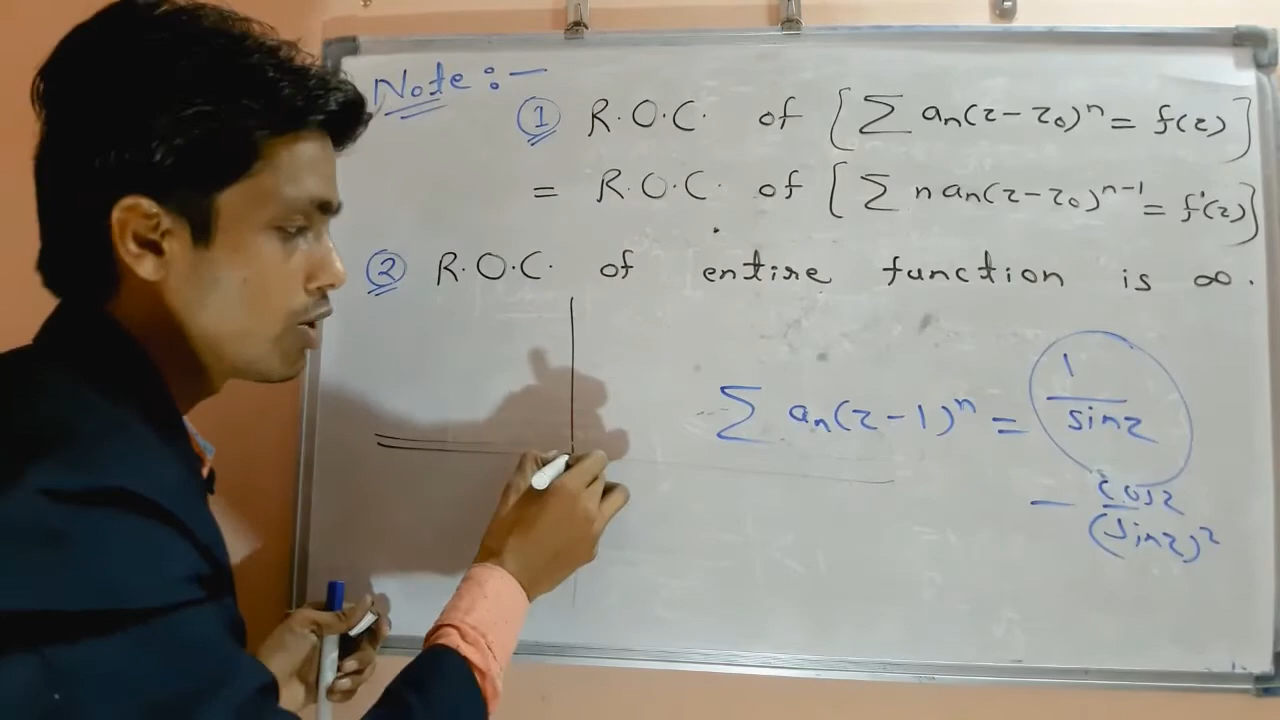 Note :-
① R.O.C. of [∑ aₙ(z-z₀)ⁿ = f(z)]
= R.O.C. of [∑ n aₙ(z-z₀)ⁿ⁻¹ = f'(z)]
② R.O.C. of entire function is ∞.
∑ aₙ(z-1)ⁿ = 1/sinz
- cosz/(sinz)²